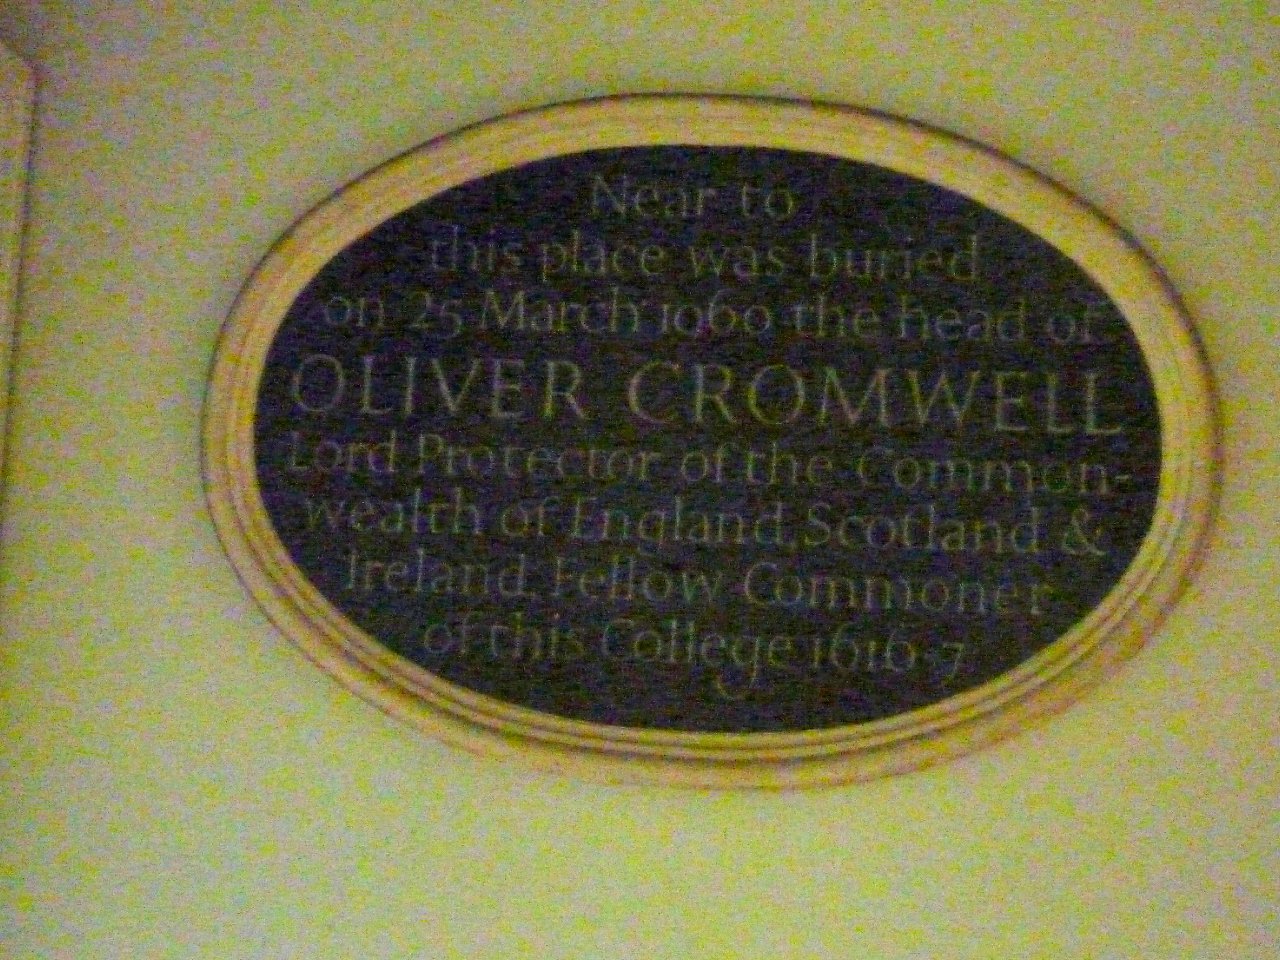 Near to
this place was buried
on 25 March 1960 the head of
OLIVER CROMWELL
Lord Protector of the Common-
wealth of England, Scotland &
Ireland, Fellow Commoner
of this College 1616-7